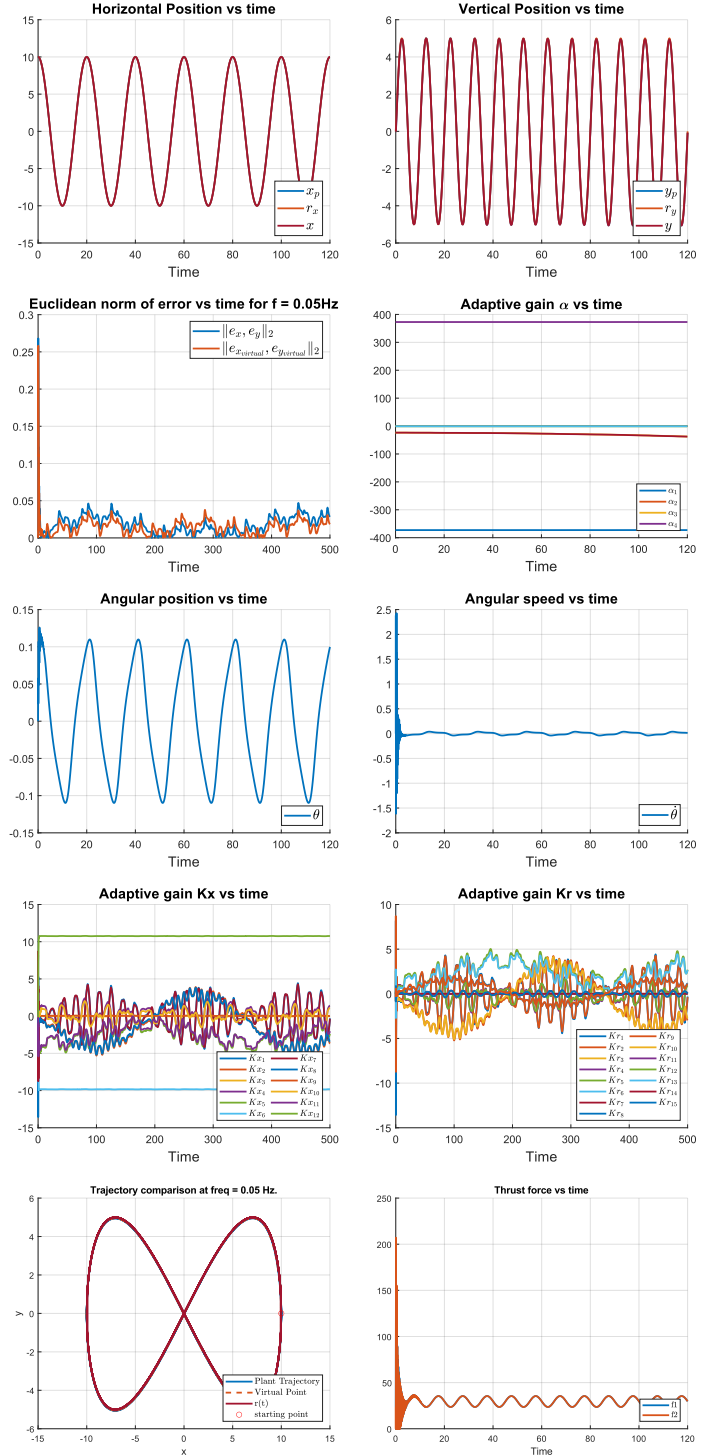 Horizontal Position vs time
15
10
5
0
-5
-10
-15
0 20 40 60 80 100 120
Time
x_p
r_x
x
Vertical Position vs time
6
4
2
0
-2
-4
-6
0 20 40 60 80 100 120
Time
y_p
r_y
y
Euclidean norm of error vs time for f = 0.05Hz
0.3
0.25
0.2
0.15
0.1
0.05
0
0 100 200 300 400 500
Time
‖e_x, e_y‖_2
‖e_{x_{virtual}}, e_{y_{virtual}}‖_2
Adaptive gain α vs time
400
300
200
100
0
-100
-200
-300
-400
0 20 40 60 80 100 120
Time
α_1
α_2
α_3
α_4
Angular position vs time
0.15
0.1
0.05
0
-0.05
-0.1
-0.15
0 20 40 60 80 100 120
Time
θ
Angular speed vs time
2.5
2
1.5
1
0.5
0
-0.5
-1
-1.5
-2
0 20 40 60 80 100 120
Time
θ̇
Adaptive gain Kx vs time
15
10
5
0
-5
-10
-15
0 100 200 300 400 500
Time
Kx_1 Kx_7
Kx_2 Kx_8
Kx_3 Kx_9
Kx_4 Kx_10
Kx_5 Kx_11
Kx_6 Kx_12
Adaptive gain Kr vs time
10
5
0
-5
-10
-15
0 100 200 300 400 500
Time
Kr_1 Kr_9
Kr_2 Kr_10
Kr_3 Kr_11
Kr_4 Kr_12
Kr_5 Kr_13
Kr_6 Kr_14
Kr_7 Kr_15
Kr_8
Trajectory comparison at freq = 0.05 Hz.
6
4
2
0
-2
-4
-6
y
-15 -10 -5 0 5 10 15
x
Plant Trajectory
Virtual Point
r(t)
starting point
Thrust force vs time
250
200
150
100
50
0
0 20 40 60 80 100 120
Time
f1
f2